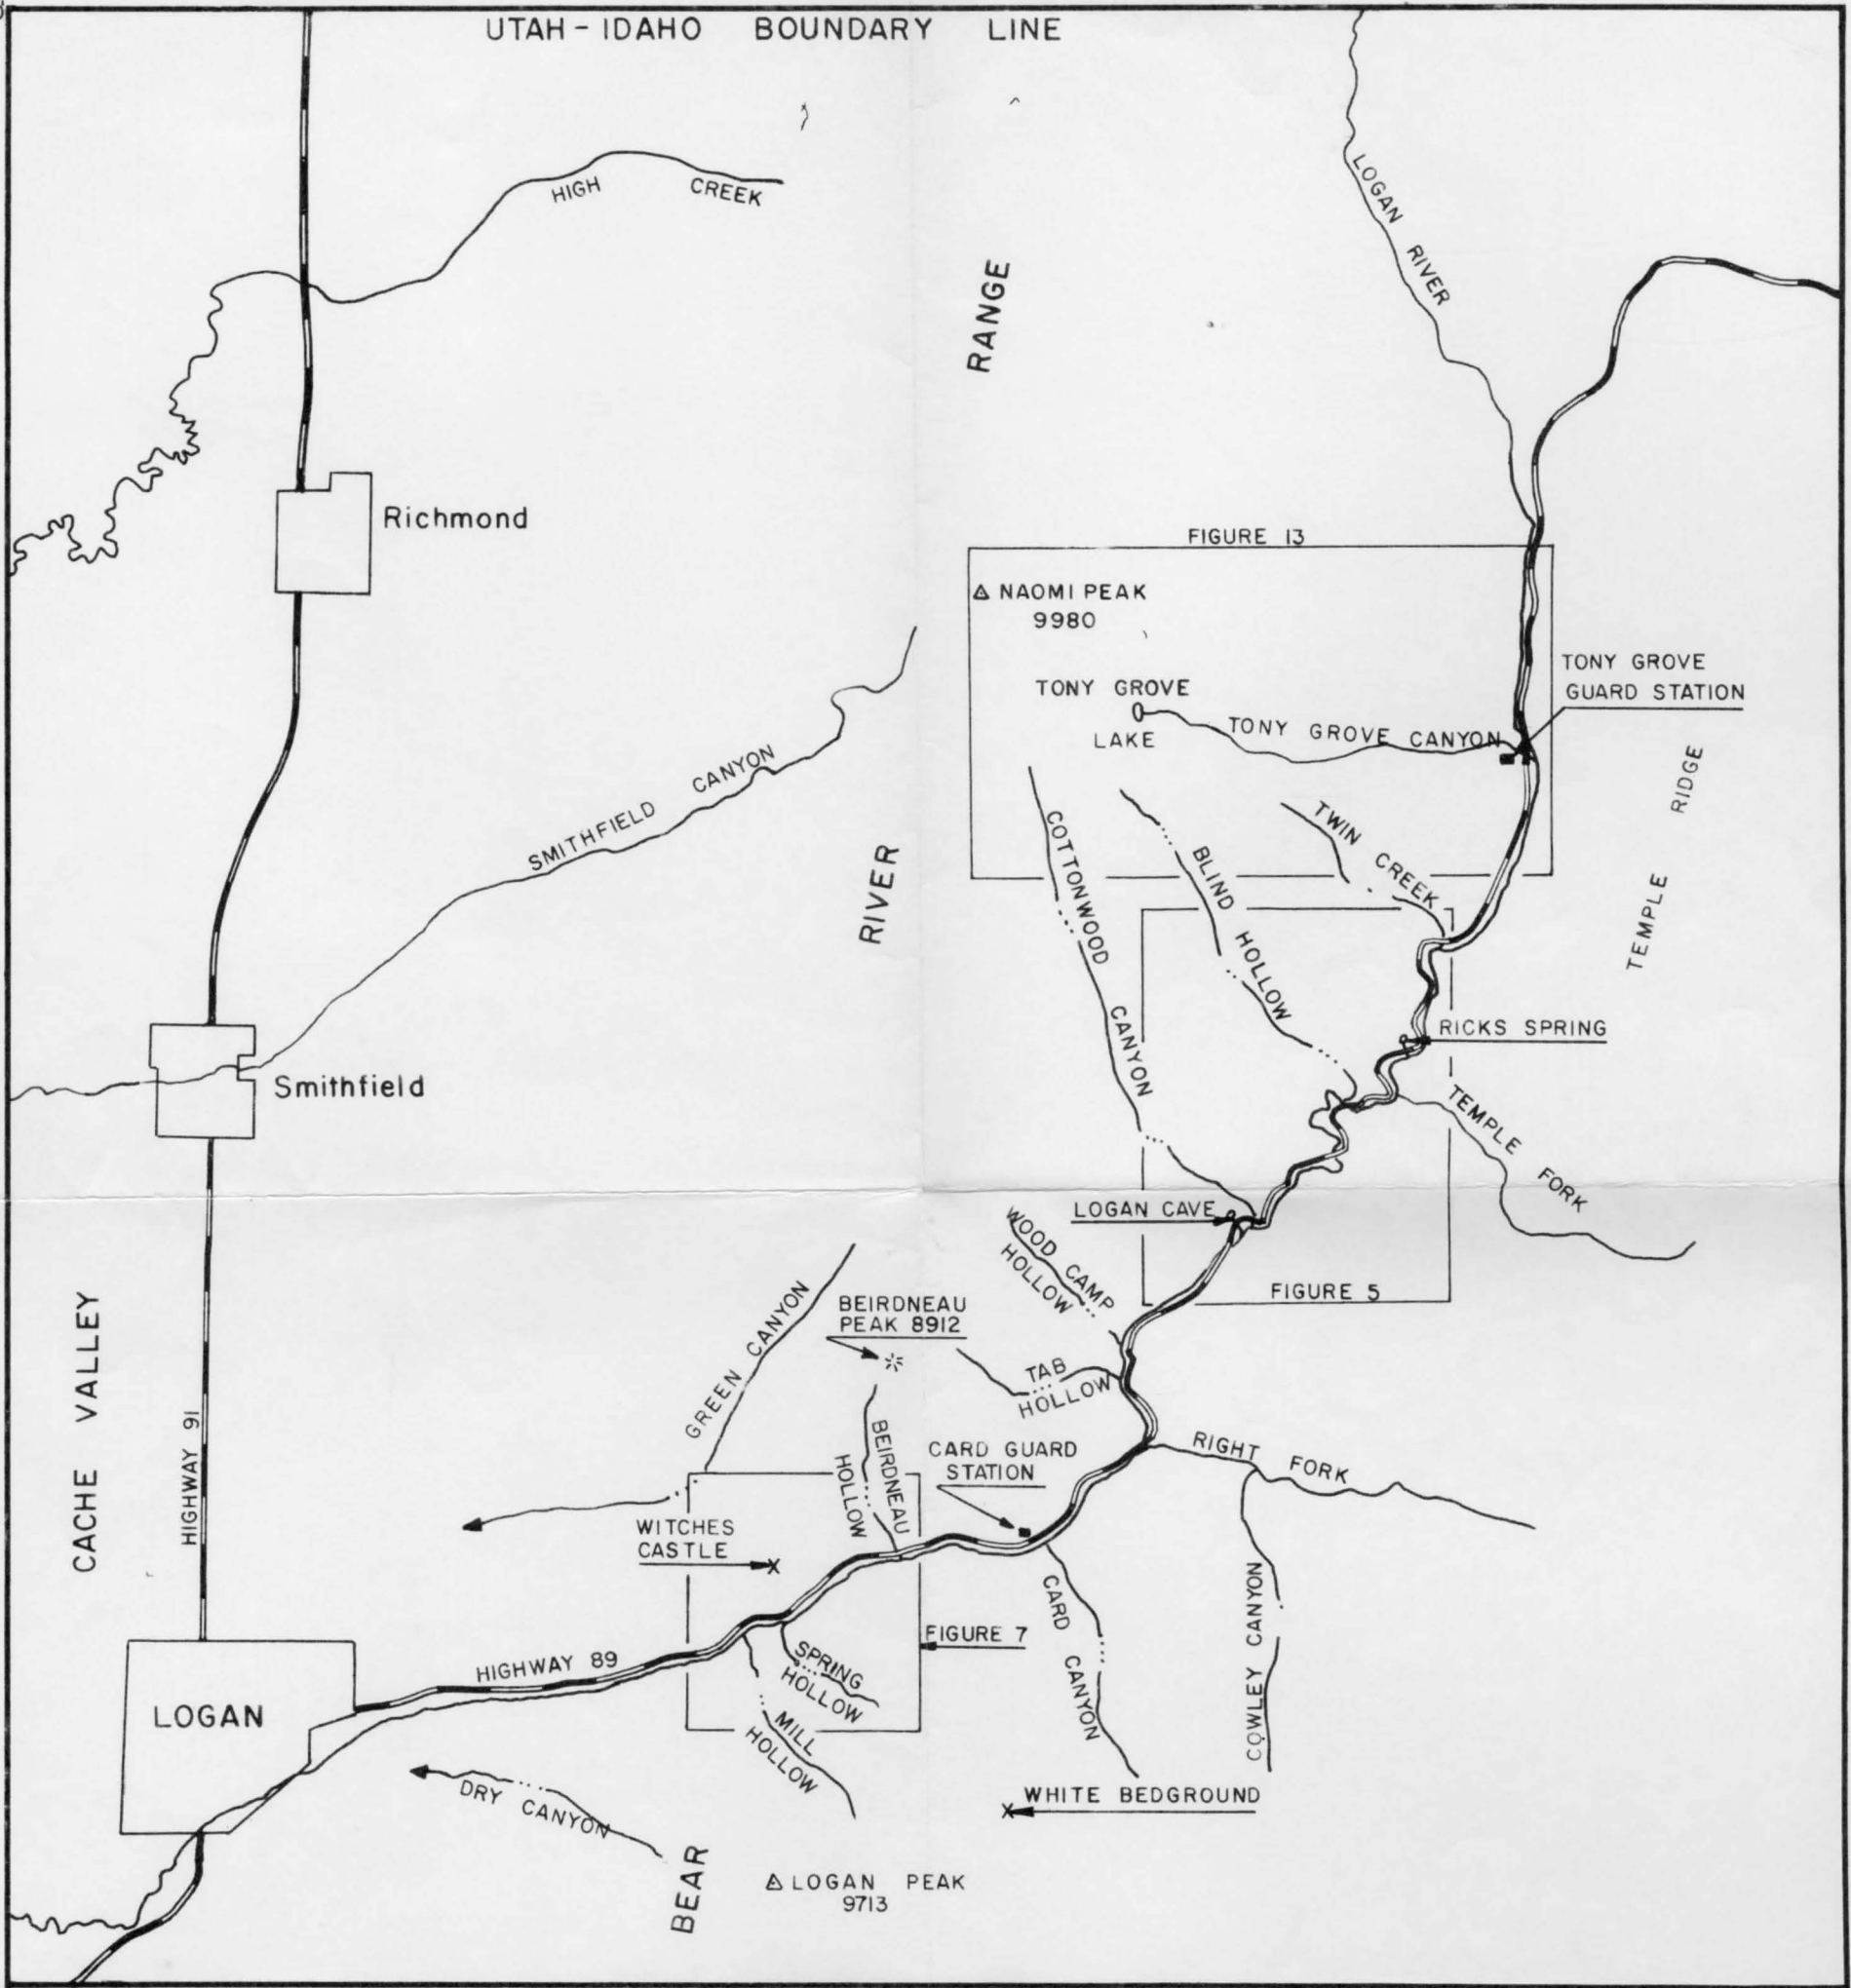 UTAH - IDAHO BOUNDARY LINE
HIGH CREEK
LOGAN RIVER
RANGE
Richmond
FIGURE 13
NAOMI PEAK
9980
TONY GROVE
GUARD STATION
TONY GROVE
LAKE
TONY GROVE CANYON
SMITHFIELD CANYON
TEMPLE RIDGE
TWIN CREEK
COTTONWOOD CANYON
BLIND HOLLOW
RIVER
RICKS SPRING
Smithfield
TEMPLE FORK
LOGAN CAVE
WOOD CAMP
HOLLOW
FIGURE 5
CACHE VALLEY
HIGHWAY 91
GREEN CANYON
BEIRDNEAU
PEAK 8912
TAB
HOLLOW
BEIRDNEAU
HOLLOW
CARD GUARD
STATION
RIGHT FORK
WITCHES
CASTLE
CARD CANYON
COWLEY CANYON
FIGURE 7
HIGHWAY 89
SPRING
HOLLOW
LOGAN
MILL
HOLLOW
DRY CANYON
WHITE BEDGROUND
BEAR
LOGAN PEAK
9713